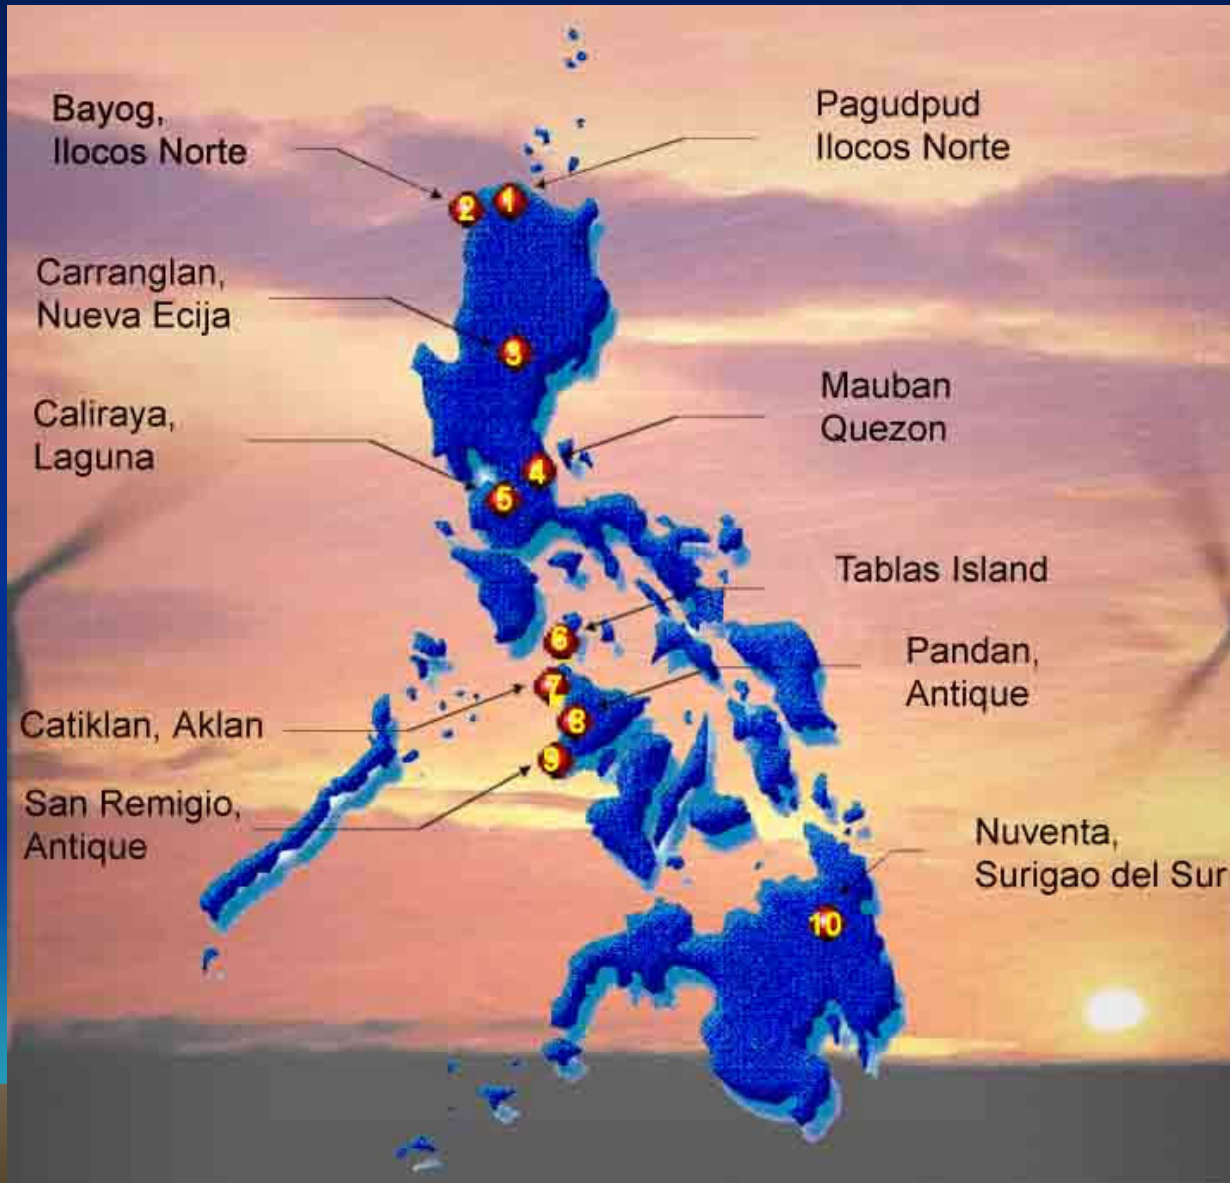 Bayog,
Ilocos Norte
Pagudpud
Ilocos Norte
2
1
Carranglan,
Nueva Ecija
3
Mauban
Quezon
Caliraya,
Laguna
4
5
Tablas Island
6
Pandan,
Antique
7
Catiklan, Aklan
8
9
San Remigio,
Antique
Nuventa,
Surigao del Sur
10